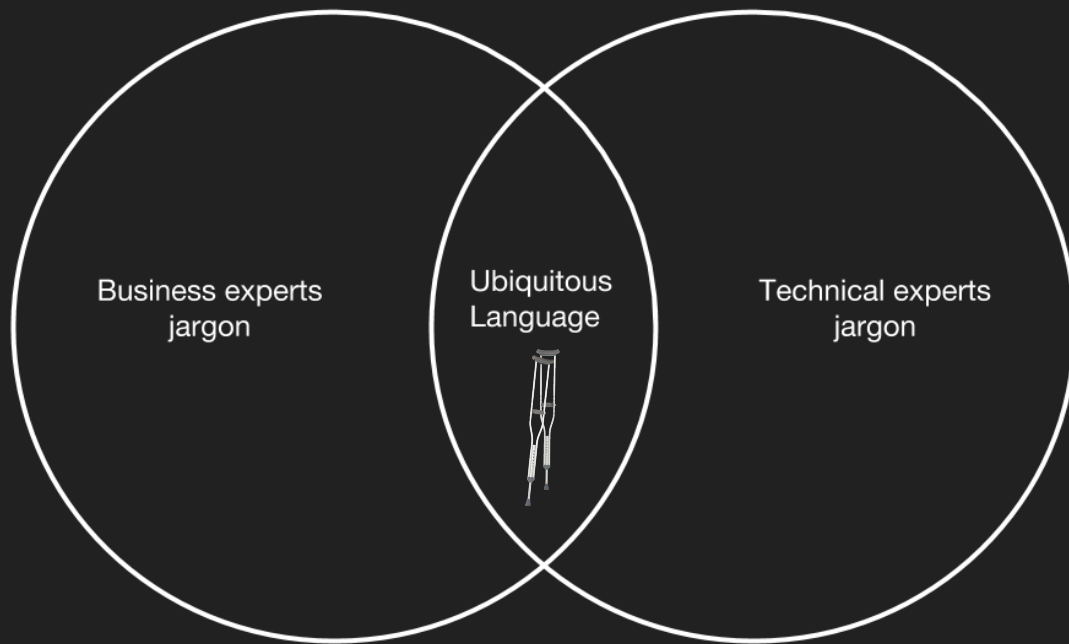 Business experts
jargon
Ubiquitous
Language
Technical experts
jargon